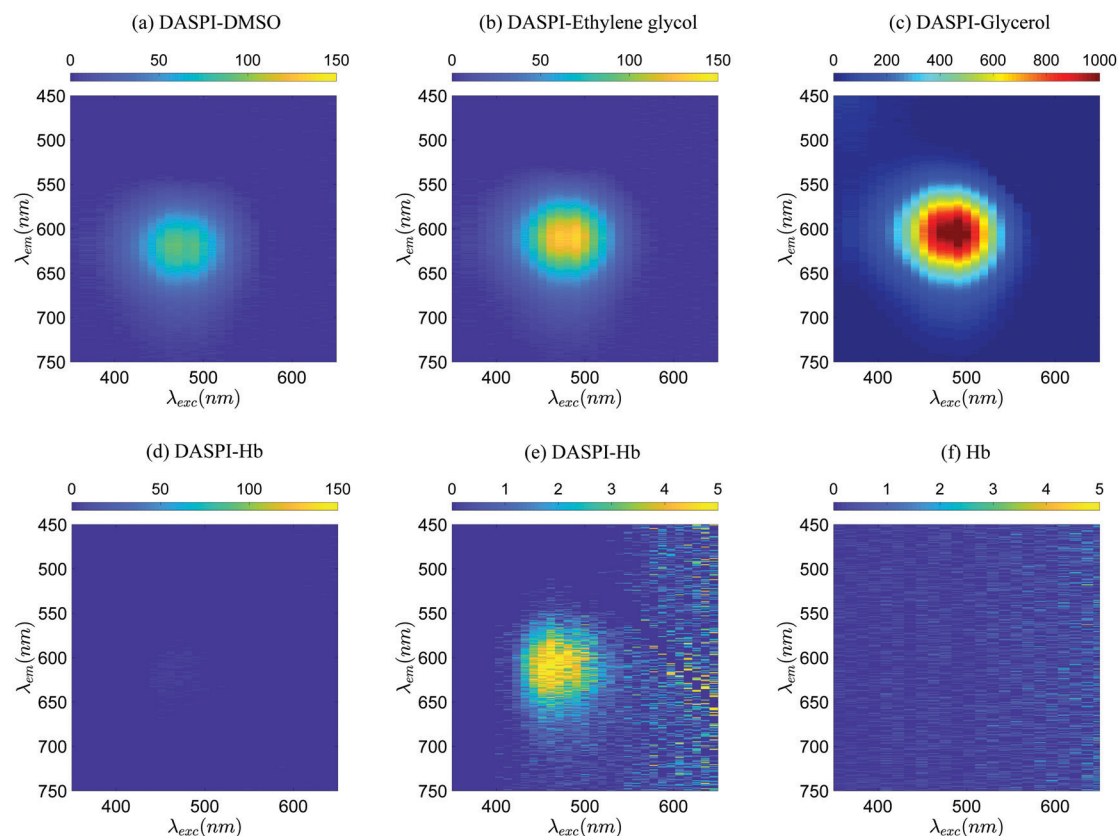 (a) DASPI-DMSO
0 50 100 150
450
500
550
600
650
700
750
λem(nm)
400 500 600
λexc(nm)
(b) DASPI-Ethylene glycol
0 50 100 150
450
500
550
600
650
700
750
λem(nm)
400 500 600
λexc(nm)
(c) DASPI-Glycerol
0 200 400 600 800 1000
450
500
550
600
650
700
750
λem(nm)
400 500 600
λexc(nm)
(d) DASPI-Hb
0 50 100 150
450
500
550
600
650
700
750
λem(nm)
400 500 600
λexc(nm)
(e) DASPI-Hb
0 1 2 3 4 5
450
500
550
600
650
700
750
λem(nm)
400 500 600
λexc(nm)
(f) Hb
0 1 2 3 4 5
450
500
550
600
650
700
750
λem(nm)
400 500 600
λexc(nm)